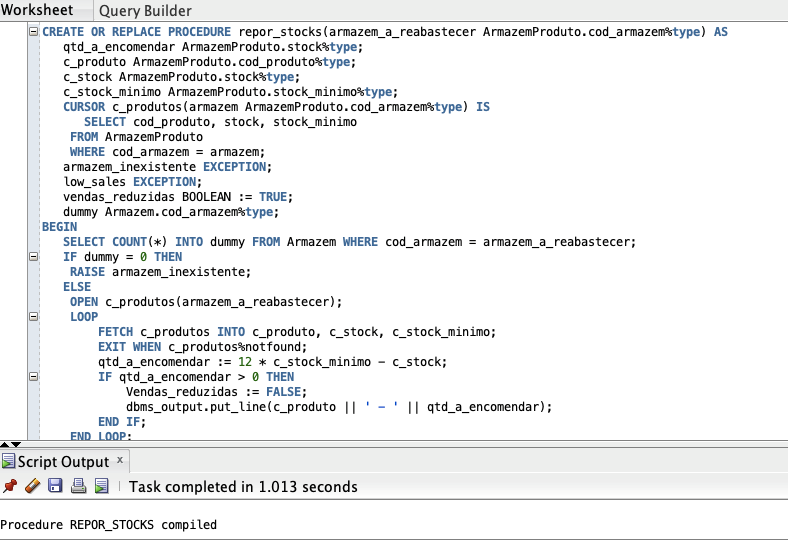 Worksheet Query Builder
CREATE OR REPLACE PROCEDURE repor_stocks(armazem_a_reabastecer ArmazemProduto.cod_armazem%type) AS
qtd_a_encomendar ArmazemProduto.stock%type;
c_produto ArmazemProduto.cod_produto%type;
c_stock ArmazemProduto.stock%type;
c_stock_minimo ArmazemProduto.stock_minimo%type;
CURSOR c_produtos(armazem ArmazemProduto.cod_armazem%type) IS
SELECT cod_produto, stock, stock_minimo
FROM ArmazemProduto
WHERE cod_armazem = armazem;
armazem_inexistente EXCEPTION;
low_sales EXCEPTION;
vendas_reduzidas BOOLEAN := TRUE;
dummy Armazem.cod_armazem%type;
BEGIN
SELECT COUNT(*) INTO dummy FROM Armazem WHERE cod_armazem = armazem_a_reabastecer;
IF dummy = 0 THEN
RAISE armazem_inexistente;
ELSE
OPEN c_produtos(armazem_a_reabastecer);
LOOP
FETCH c_produtos INTO c_produto, c_stock, c_stock_minimo;
EXIT WHEN c_produtos%notfound;
qtd_a_encomendar := 12 * c_stock_minimo - c_stock;
IF qtd_a_encomendar > 0 THEN
Vendas_reduzidas := FALSE;
dbms_output.put_line(c_produto || ' - ' || qtd_a_encomendar);
END IF;
END LOOP;
Script Output x
Task completed in 1.013 seconds
Procedure REPOR_STOCKS compiled